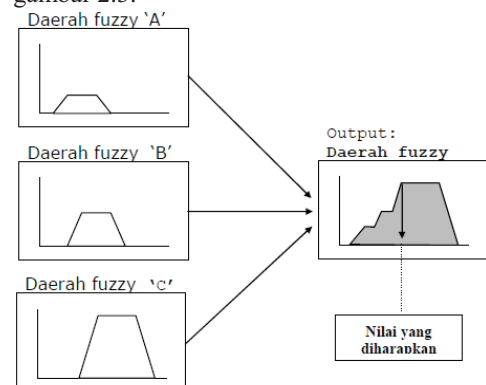 gambar 2.5.
Daerah fuzzy 'A'
Daerah fuzzy 'B'
Daerah fuzzy 'C'
Output:
Daerah fuzzy
Nilai yang
diharapkan